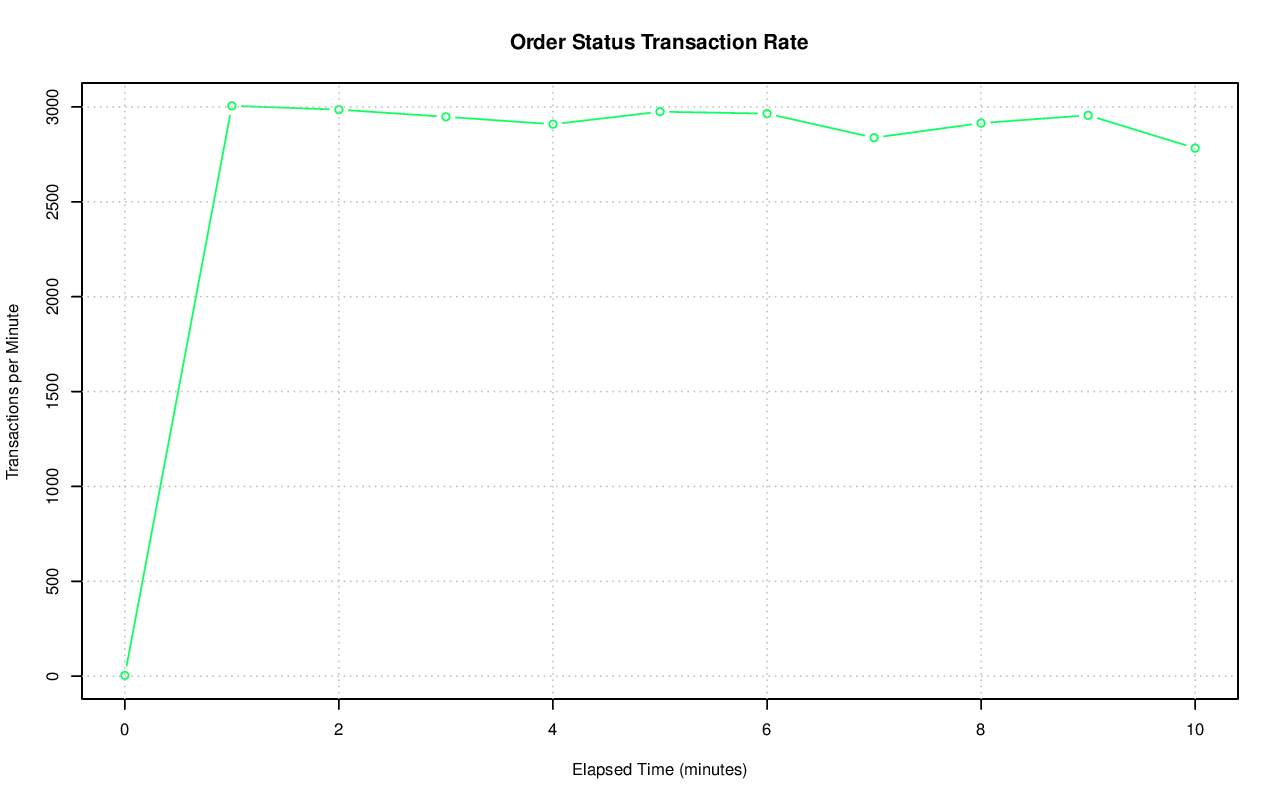 Order Status Transaction Rate
Transactions per Minute
3000
2500
2000
1500
1000
500
0
0 2 4 6 8 10
Elapsed Time (minutes)